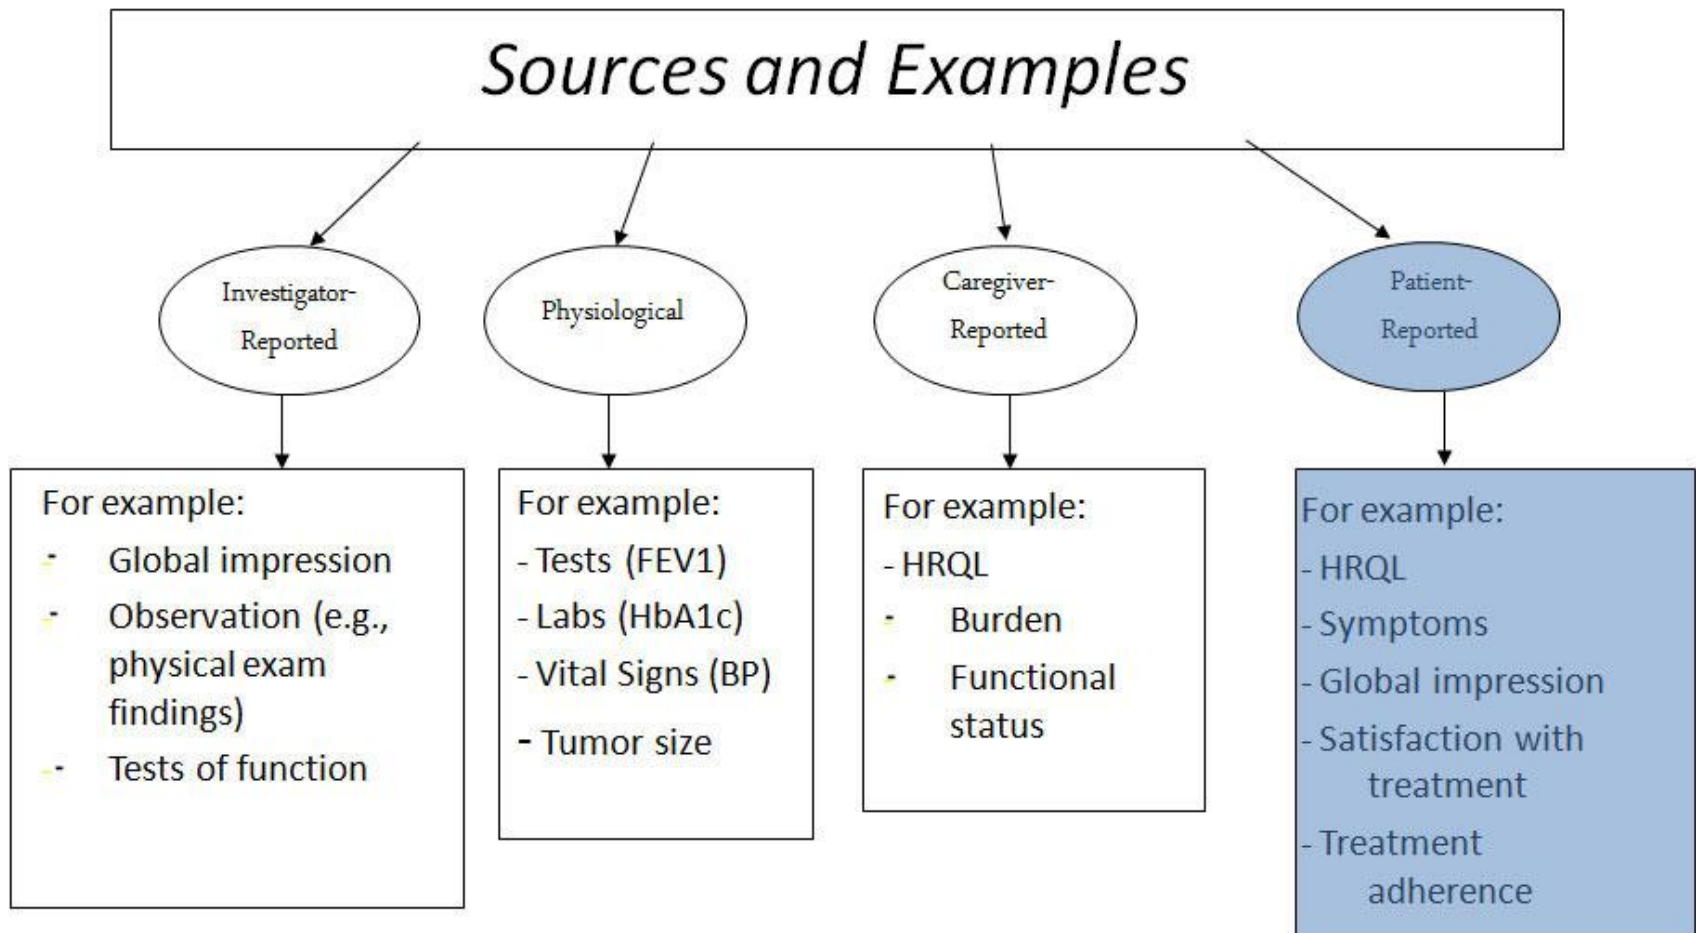 Sources and Examples
Investigator-
Reported
Physiological
Caregiver-
Reported
Patient-
Reported
For example:
- Global impression
- Observation (e.g.,
physical exam
findings)
- Tests of function
For example:
- Tests (FEV1)
- Labs (HbA1c)
- Vital Signs (BP)
- Tumor size
For example:
- HRQL
- Burden
- Functional
status
For example:
- HRQL
- Symptoms
- Global impression
- Satisfaction with
treatment
- Treatment
adherence